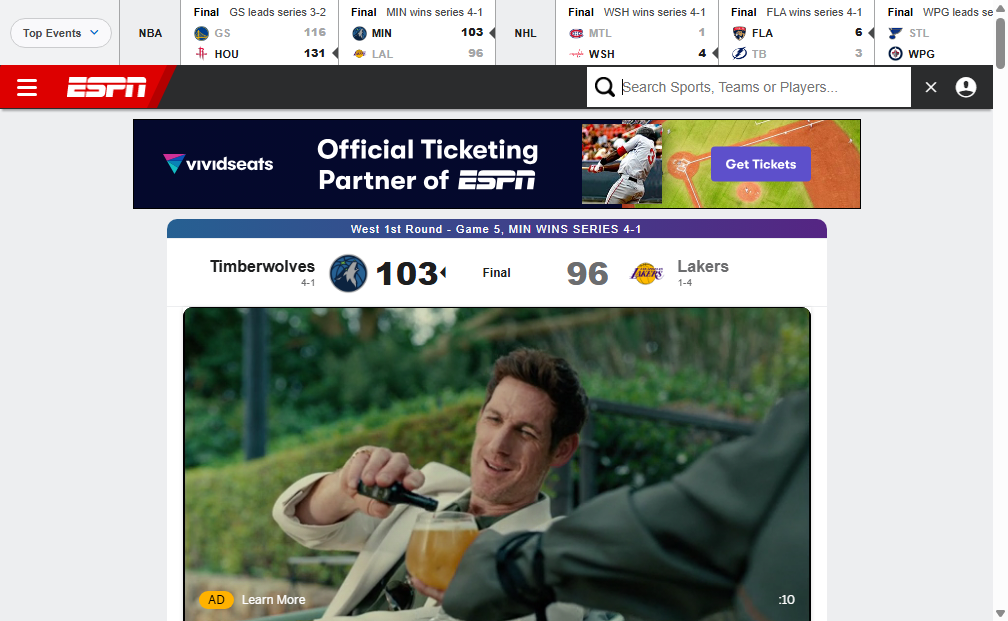 Top Events
NBA
Final GS leads series 3-2
GS 116
HOU 131
Final MIN wins series 4-1
MIN 103
LAL 96
NHL
Final WSH wins series 4-1
MTL 1
WSH 4
Final FLA wins series 4-1
FLA 6
TB 3
Final WPG leads se
STL
WPG
ESPN
Search Sports, Teams or Players...
vividseats
Official Ticketing
Partner of ESPN
Get Tickets
West 1st Round - Game 5, MIN WINS SERIES 4-1
Timberwolves
4-1
103
Final
96
LAKERS
Lakers
1-4
AD Learn More
:10